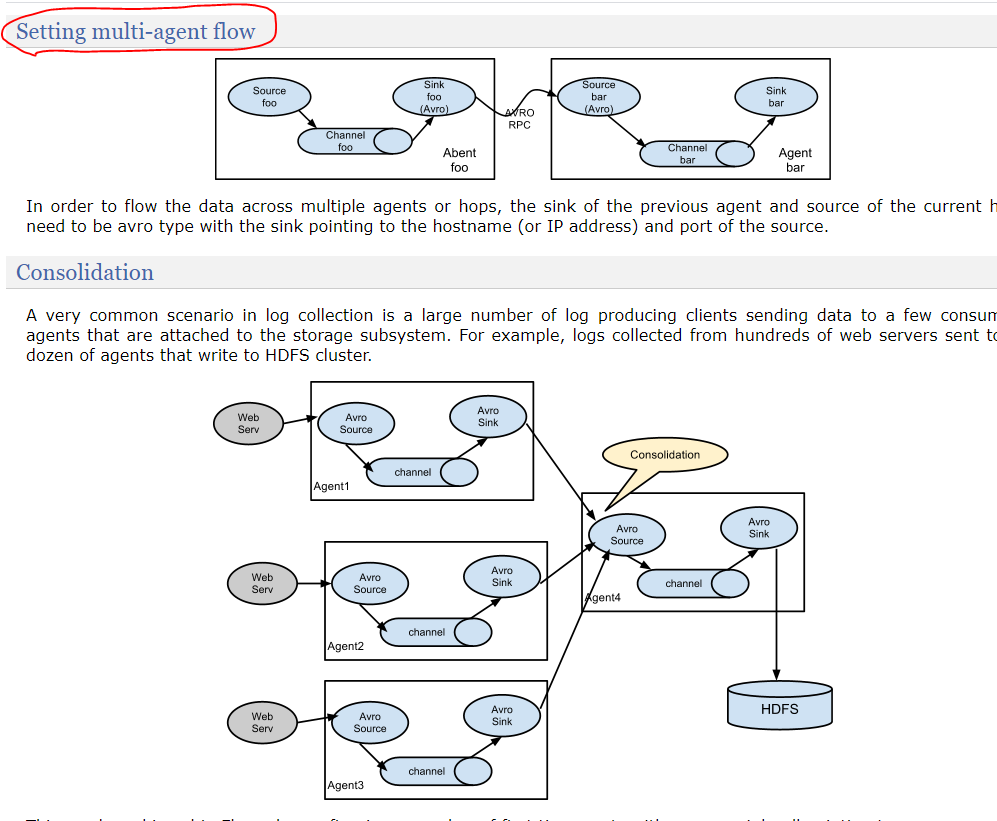 Setting multi-agent flow
Source
foo
Sink
foo
(Avro)
Channel
foo
Abent
foo
AVRO
RPC
Source
bar
(Avro)
Sink
bar
Channel
bar
Agent
bar
In order to flow the data across multiple agents or hops, the sink of the previous agent and source of the current h
need to be avro type with the sink pointing to the hostname (or IP address) and port of the source.
Consolidation
A very common scenario in log collection is a large number of log producing clients sending data to a few consum
agents that are attached to the storage subsystem. For example, logs collected from hundreds of web servers sent to
dozen of agents that write to HDFS cluster.
Web
Serv
Avro
Source
Avro
Sink
channel
Agent1
Consolidation
Avro
Source
Avro
Sink
channel
Agent4
Web
Serv
Avro
Source
Avro
Sink
channel
Agent2
HDFS
Web
Serv
Avro
Source
Avro
Sink
channel
Agent3